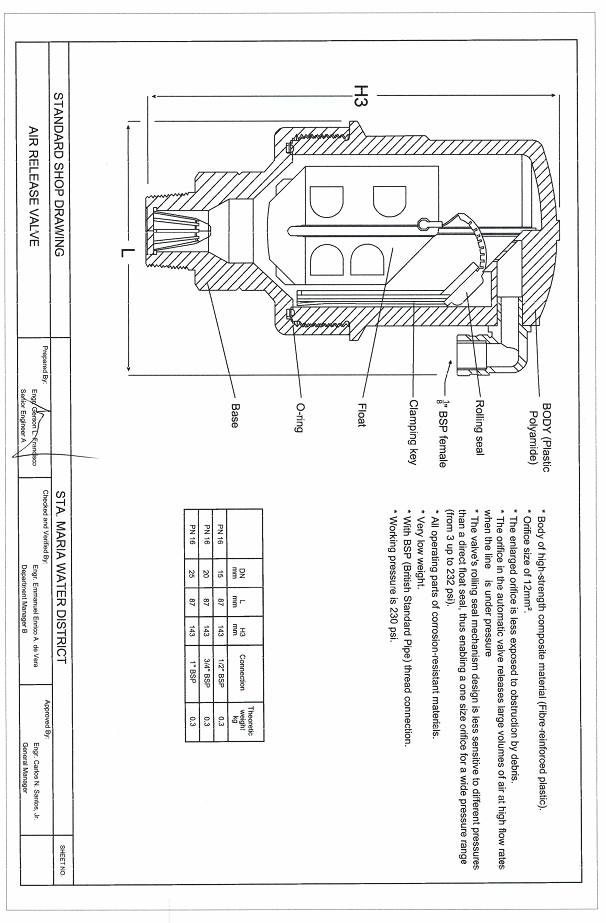 H3
L
BODY (Plastic
Polyamide)
Rolling seal
1/8" BSP female
Clamping key
Float
O-ring
Base
* Body of high-strength composite material (Fibre-reinforced plastic).
* Orifice size of 12mm².
* The enlarged orifice is less exposed to obstruction by debris.
* The orifice in the automatic valve releases large volumes of air at high flow rates
when the line is under pressure
* The valve's rolling seal mechanism design is less sensitive to different pressures
than a direct float seal, thus enabling a one size orifice for a wide pressure range
(from 3 up to 232 psi).
* All operating parts of corrosion-resistant materials.
* Very low weight.
* With BSP (British Standard Pipe) thread connection.
* Working pressure is 230 psi.
DN mm L mm H3 mm Connection Theoretic weight kg
PN 16 15 87 143 1/2" BSP 0.3
PN 16 20 87 143 3/4" BSP 0.3
PN 16 25 87 143 1" BSP 0.3
STANDARD SHOP DRAWING
AIR RELEASE VALVE
STA. MARIA WATER DISTRICT
SHEET NO.
Prepared By:
Engr. Gerson L. Francisco
Senior Engineer A
Checked and Verified By:
Engr. Emmanuel Enrico A. de Vera
Department Manager B
Approved By:
Engr. Carlos N. Santos, Jr.
General Manager